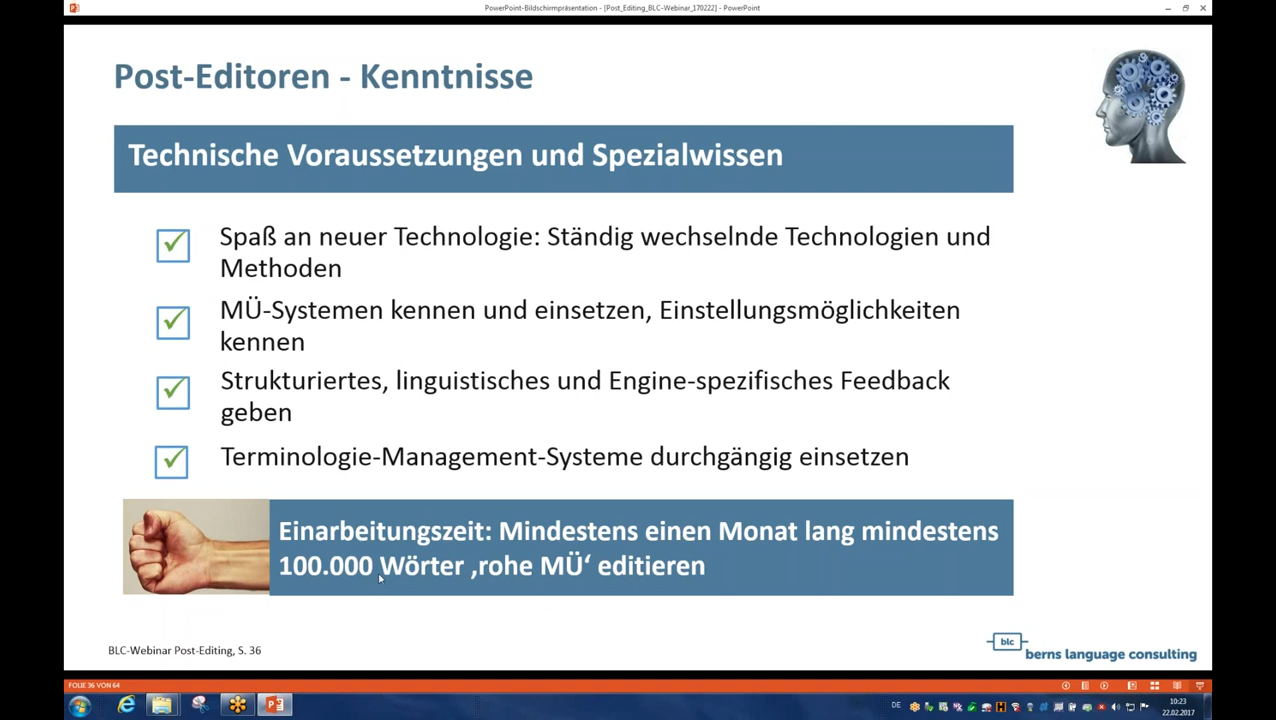 PowerPoint-Bildschirmpräsentation - [Post_Editing_BLC-Webinar_170222] - PowerPoint
Post-Editoren - Kenntnisse
Technische Voraussetzungen und Spezialwissen
Spaß an neuer Technologie: Ständig wechselnde Technologien und
Methoden
MÜ-Systemen kennen und einsetzen, Einstellungsmöglichkeiten
kennen
Strukturiertes, linguistisches und Engine-spezifisches Feedback
geben
Terminologie-Management-Systeme durchgängig einsetzen
Einarbeitungszeit: Mindestens einen Monat lang mindestens
100.000 Wörter ‚rohe MÜ‘ editieren
BLC-Webinar Post-Editing, S. 36
blc
berns language consulting
FOLIE 36 VON 64
DE
10:23
22.02.2017